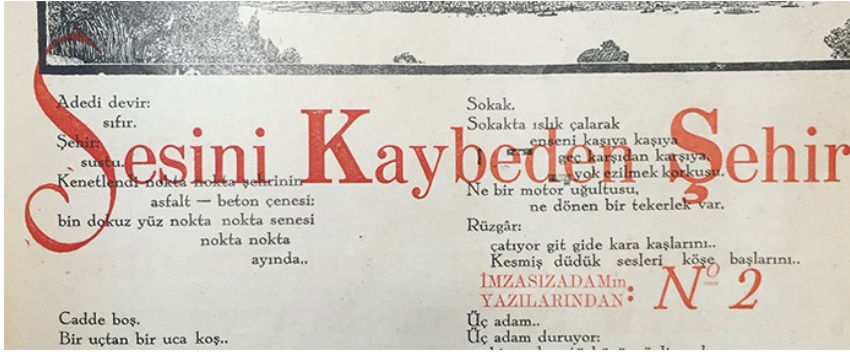 Sesini Kaybeden Şehir
Adedi devir:
sıfır.
Şehir:
sustu.
Kenetlendi nokta nokta şehrinin
asfalt — beton çenesi:
bin dokuz yüz nokta nokta senesi
nokta nokta
ayında..
Cadde boş.
Bir uçtan bir uca koş..
Sokak.
Sokakta ıslık çalarak
enseni kaşıya kaşıya
geç karşıdan karşıya,
yok ezilmek korkusu.
Ne bir motor uğultusu,
ne dönen bir tekerlek var.
Rüzgâr:
çatıyor git gide kara kaşlarını..
Kesmiş düdük sesleri köşe başlarını..
İMZASIZADAMın
YAZILARINDAN: No 2
Üç adam..
Üç adam duruyor: